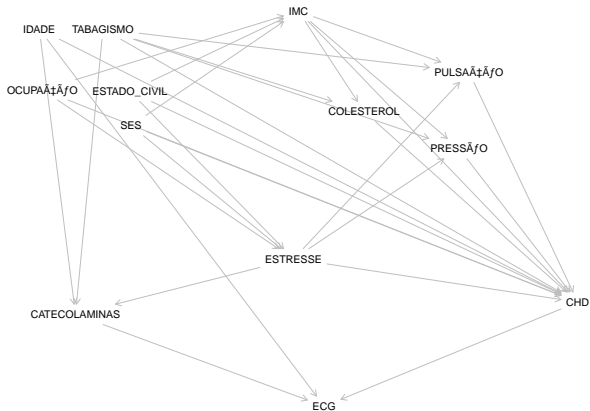 IMC
IDADE
TABAGISMO
PULSAÃ‡ÃƒO
OCUPAÃ‡ÃƒO
ESTADO_CIVIL
COLESTEROL
SES
PRESSÃƒO
ESTRESSE
CHD
CATECOLAMINAS
ECG